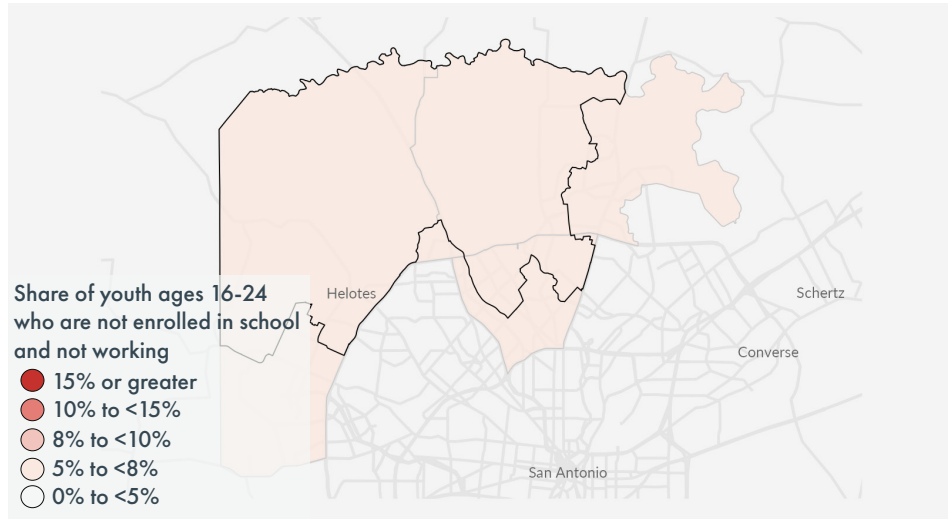 Share of youth ages 16-24
who are not enrolled in school
and not working
15% or greater
10% to <15%
8% to <10%
5% to <8%
0% to <5%
Helotes
Schertz
Converse
San Antonio